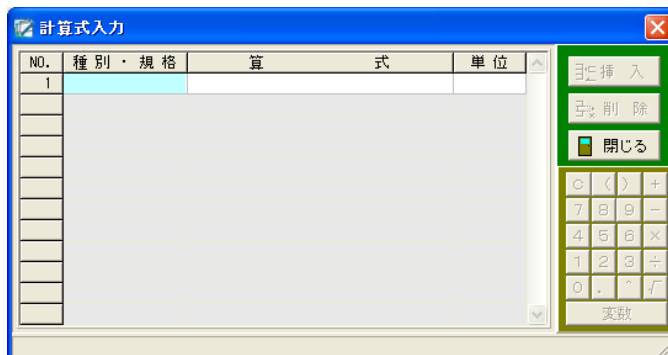 計算式入力
NO. 種別・規格 算 式 単位
1
挿 入
削 除
閉じる
C ( ) +
7 8 9 -
4 5 6 ×
1 2 3 ÷
0 . ^ √
変数